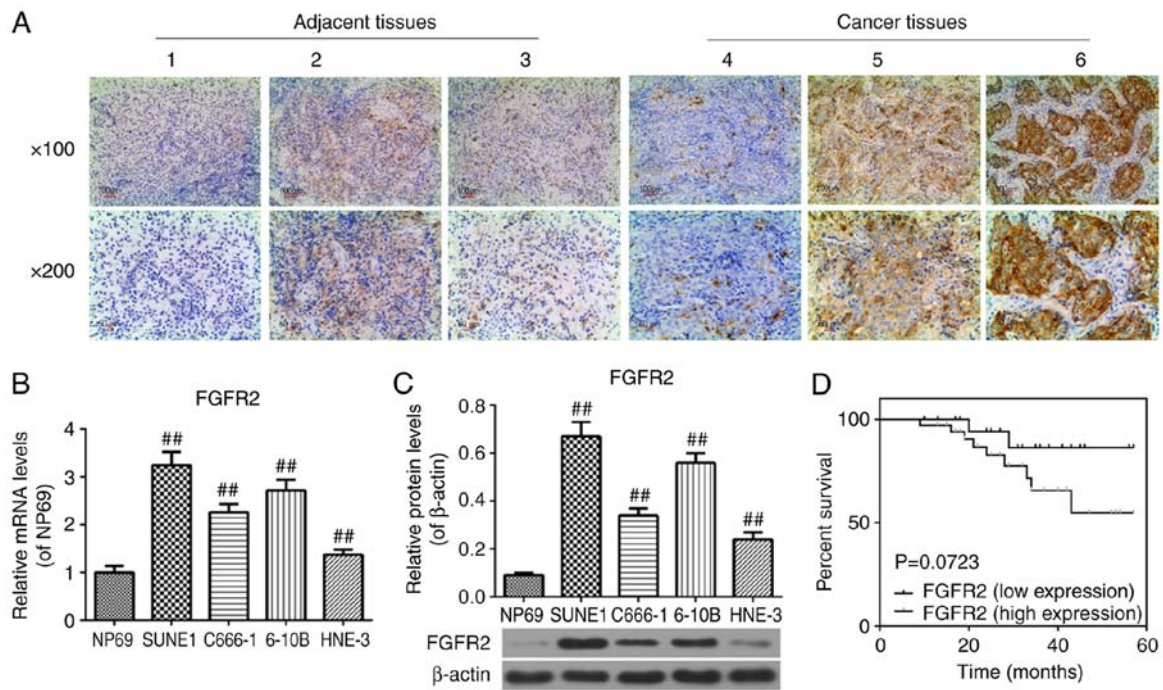 A
Adjacent tissues
Cancer tissues
1 2 3 4 5 6
×100
×200
B
FGFR2
Relative mRNA levels
(of NP69)
4
3
2
1
0
##
##
##
##
NP69 SUNE1 C666-1 6-10B HNE-3
C
FGFR2
Relative protein levels
(of β-actin)
0.8
0.6
0.4
0.2
0.0
##
##
##
##
NP69 SUNE1 C666-1 6-10B HNE-3
FGFR2
β-actin
D
Percent survival
100
50
0
P=0.0723
FGFR2 (low expression)
FGFR2 (high expression)
0 20 40 60
Time (months)